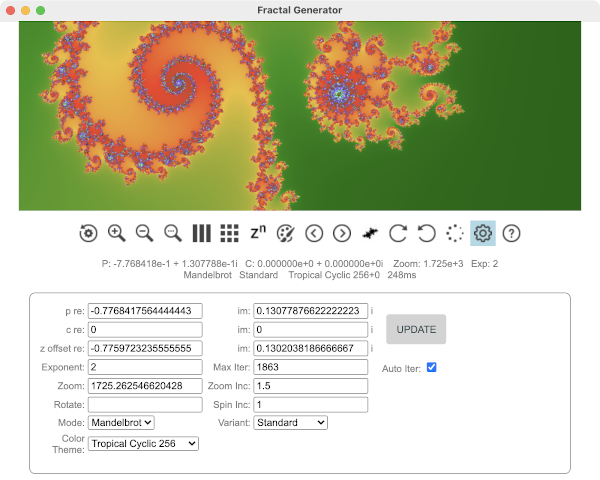 Fractal Generator
zn
P: -7.768418e-1 + 1.307788e-1i C: 0.000000e+0 + 0.000000e+0i Zoom: 1.725e+3 Exp: 2
Mandelbrot Standard Tropical Cyclic 256+0 248ms
p re: -0.7768417564444443 im: 0.13077876622222223 i
c re: 0 im: 0 i
UPDATE
z offset re: -0.7759723235555555 im: 0.1302038186666667 i
Exponent: 2 Max Iter: 1863 Auto Iter:
Zoom: 1725.262546620428 Zoom Inc: 1.5
Rotate: Spin Inc: 1
Mode: Mandelbrot Variant: Standard
Color Theme: Tropical Cyclic 256